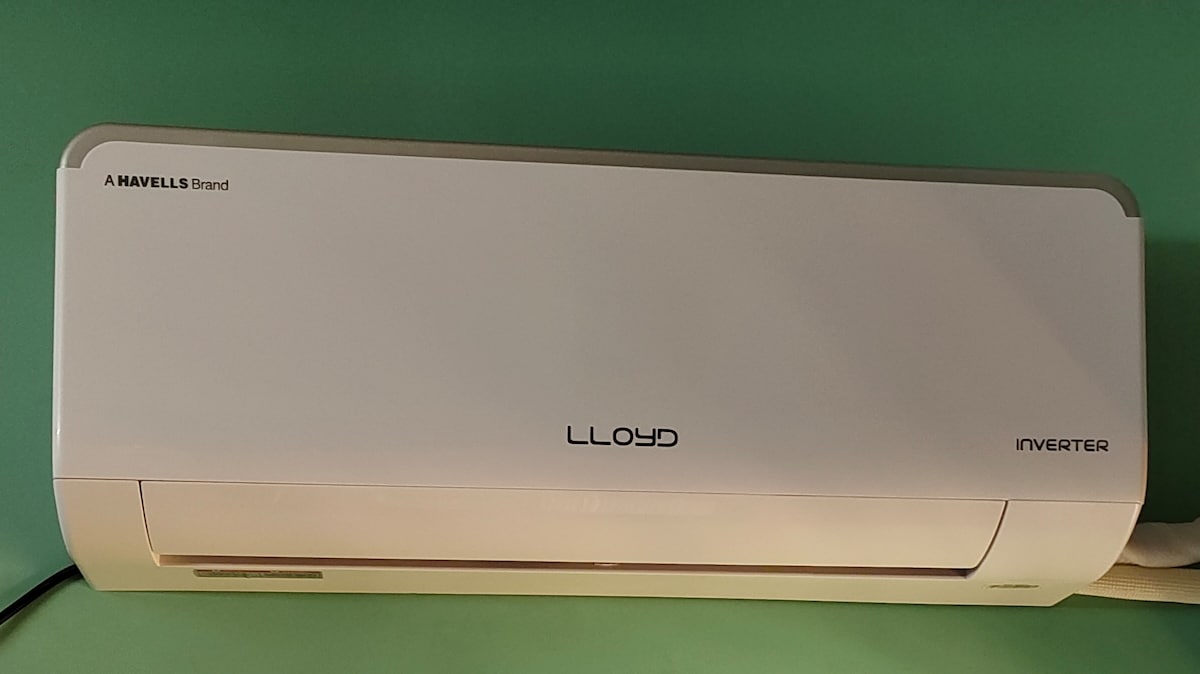 A HAVELLS Brand
LLOYD
INVERTER